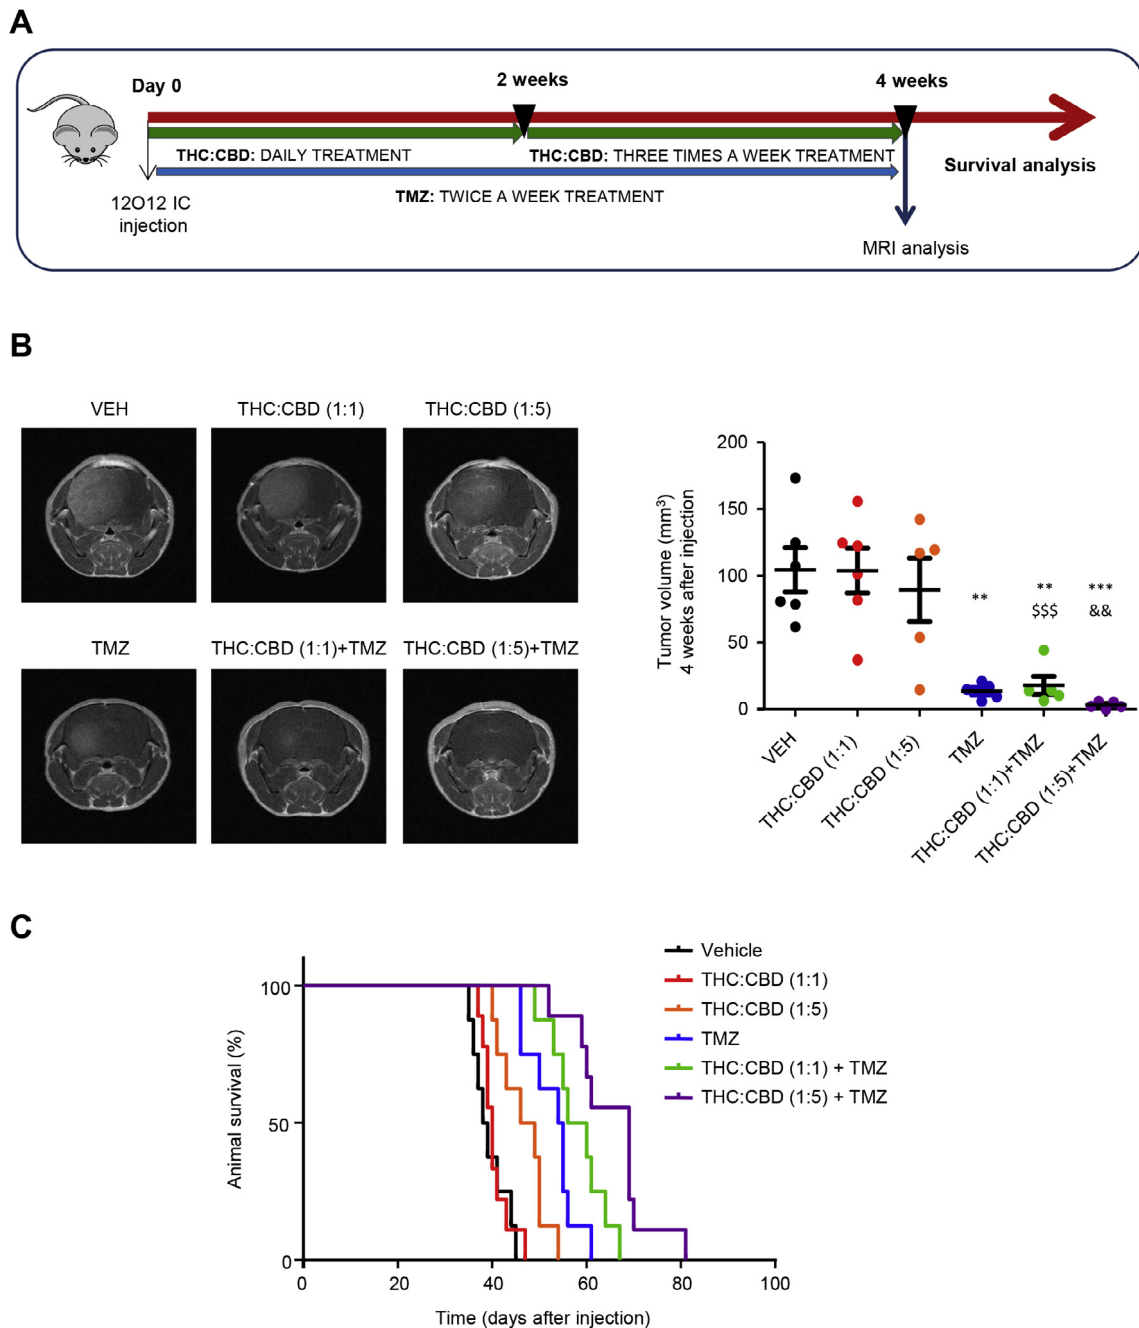 A
Day 0
2 weeks
4 weeks
THC:CBD: DAILY TREATMENT
THC:CBD: THREE TIMES A WEEK TREATMENT
Survival analysis
TMZ: TWICE A WEEK TREATMENT
12O12 IC
injection
MRI analysis
B
VEH
THC:CBD (1:1)
THC:CBD (1:5)
TMZ
THC:CBD (1:1)+TMZ
THC:CBD (1:5)+TMZ
Tumor volume (mm³)
4 weeks after injection
200
150
100
50
0
**
**
$$$
***
&&
VEH
THC:CBD (1:1)
THC:CBD (1:5)
TMZ
THC:CBD (1:1)+TMZ
THC:CBD (1:5)+TMZ
C
Vehicle
THC:CBD (1:1)
THC:CBD (1:5)
TMZ
THC:CBD (1:1) + TMZ
THC:CBD (1:5) + TMZ
Animal survival (%)
100
50
0
0
20
40
60
80
100
Time (days after injection)